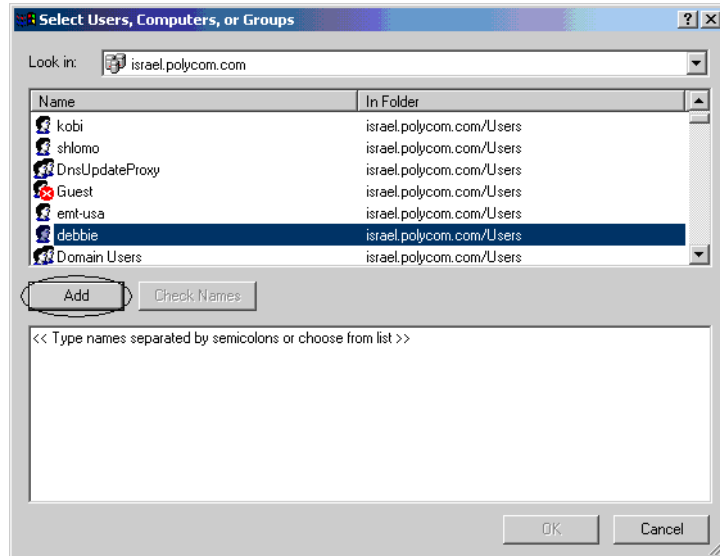 Select Users, Computers, or Groups
Look in: israel.polycom.com
Name In Folder
kobi israel.polycom.com/Users
shlomo israel.polycom.com/Users
DnsUpdateProxy israel.polycom.com/Users
Guest israel.polycom.com/Users
emt-usa israel.polycom.com/Users
debbie israel.polycom.com/Users
Domain Users israel.polycom.com/Users
Add Check Names
<< Type names separated by semicolons or choose from list >>
OK Cancel